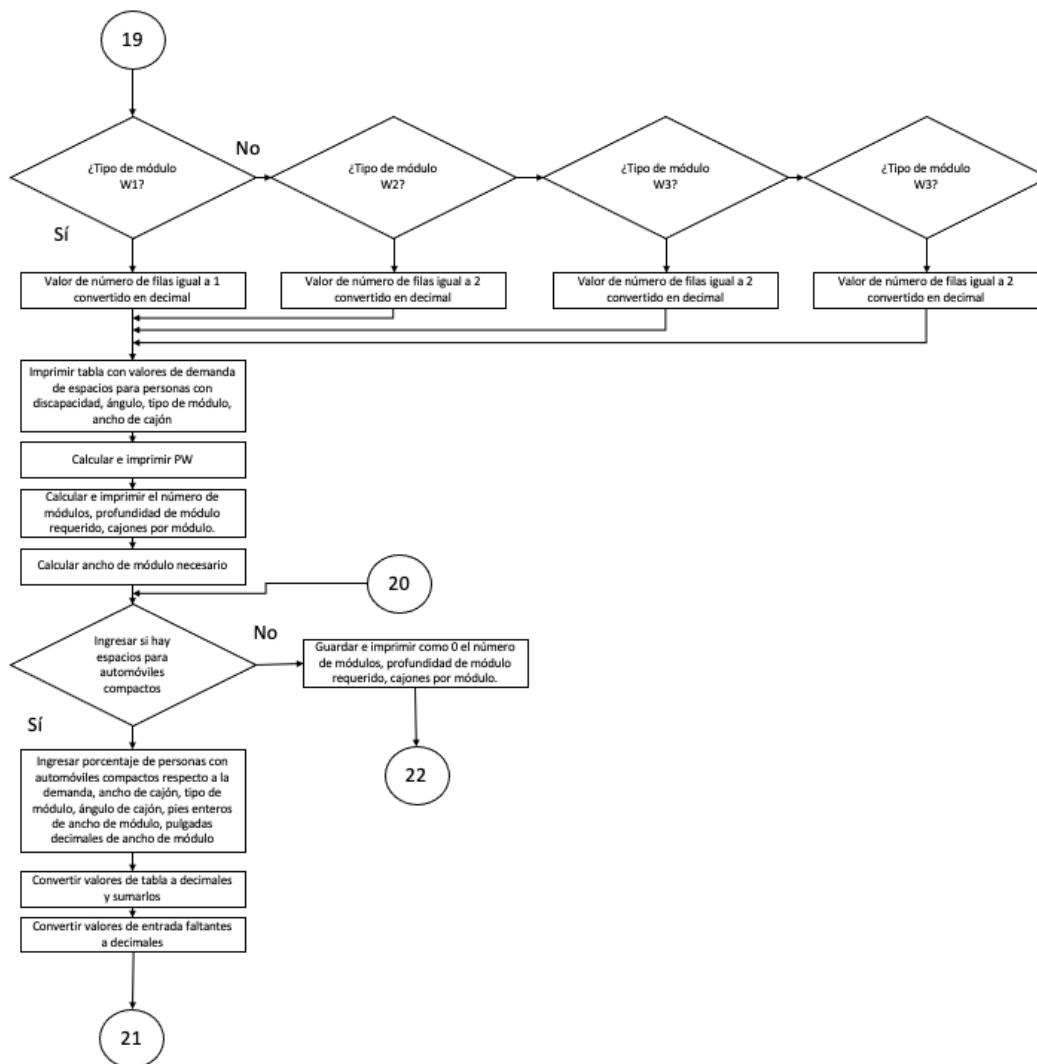 19
¿Tipo de módulo
W1?
No
¿Tipo de módulo
W2?
¿Tipo de módulo
W3?
¿Tipo de módulo
W3?
Sí
Valor de número de filas igual a 1
convertido en decimal
Valor de número de filas igual a 2
convertido en decimal
Valor de número de filas igual a 2
convertido en decimal
Valor de número de filas igual a 2
convertido en decimal
Imprimir tabla con valores de demanda
de espacios para personas con
discapacidad, ángulo, tipo de módulo,
ancho de cajón
Calcular e imprimir PW
Calcular e imprimir el número de
módulos, profundidad de módulo
requerido, cajones por módulo.
Calcular ancho de módulo necesario
20
Ingresar si hay
espacios para
automóviles
compactos
No
Guardar e imprimir como 0 el número
de módulos, profundidad de módulo
requerido, cajones por módulo.
Sí
22
Ingresar porcentaje de personas con
automóviles compactos respecto a la
demanda, ancho de cajón, tipo de
módulo, ángulo de cajón, pies enteros
de ancho de módulo, pulgadas
decimales de ancho de módulo
Convertir valores de tabla a decimales
y sumarlos
Convertir valores de entrada faltantes
a decimales
21